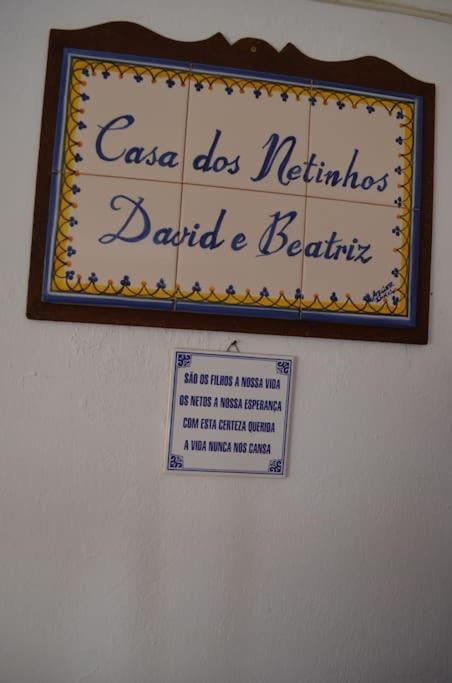 Casa dos Netinhos
David e Beatriz
SÃO OS FILHOS A NOSSA VIDA
OS NETOS A NOSSA ESPERANÇA
COM ESTA CERTEZA QUERIDA
A VIDA NUNCA NOS CANSA